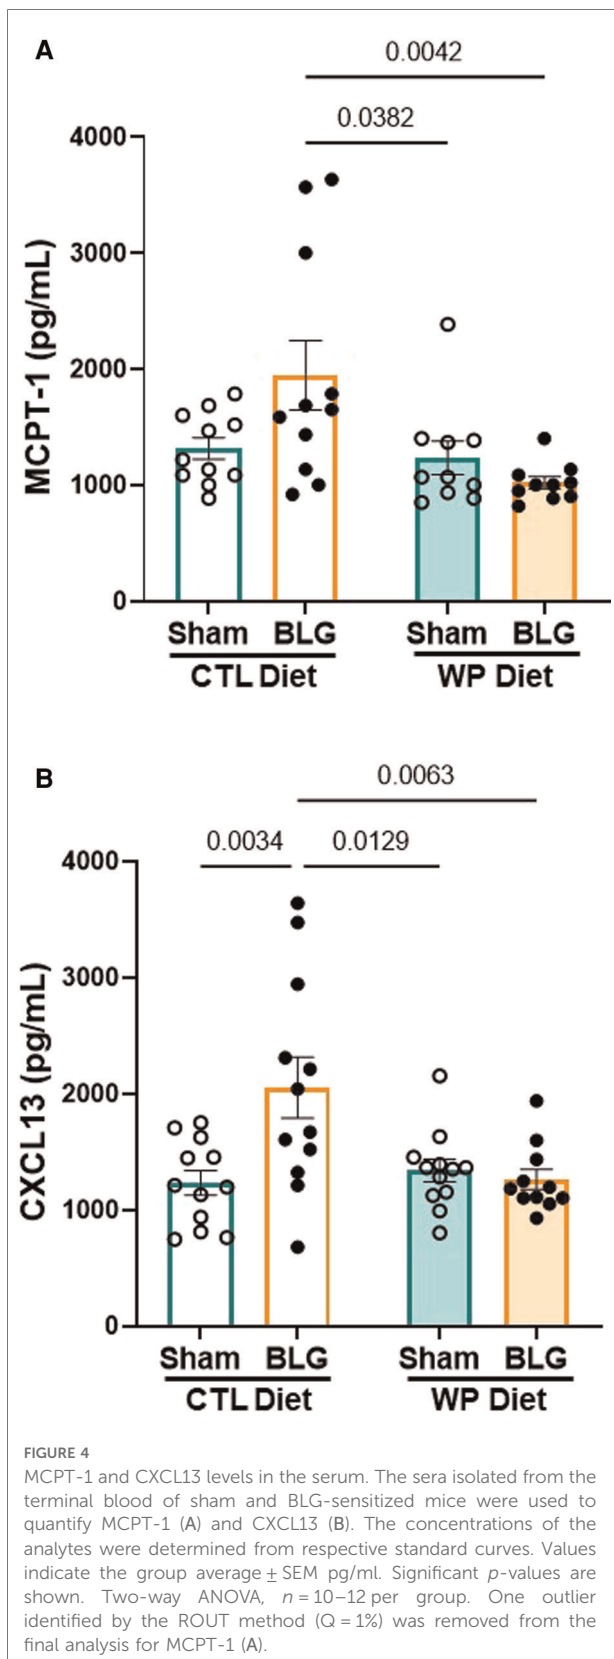 A
0.0042
0.0382
4000
3000
2000
1000
0
MCPT-1 (pg/mL)
Sham BLG Sham BLG
CTL Diet WP Diet
B
0.0063
0.0034 0.0129
4000
3000
2000
1000
0
CXCL13 (pg/mL)
Sham BLG Sham BLG
CTL Diet WP Diet
FIGURE 4
MCPT-1 and CXCL13 levels in the serum. The sera isolated from the
terminal blood of sham and BLG-sensitized mice were used to
quantify MCPT-1 (A) and CXCL13 (B). The concentrations of the
analytes were determined from respective standard curves. Values
indicate the group average ± SEM pg/ml. Significant p-values are
shown. Two-way ANOVA, n = 10–12 per group. One outlier
identified by the ROUT method (Q = 1%) was removed from the
final analysis for MCPT-1 (A).